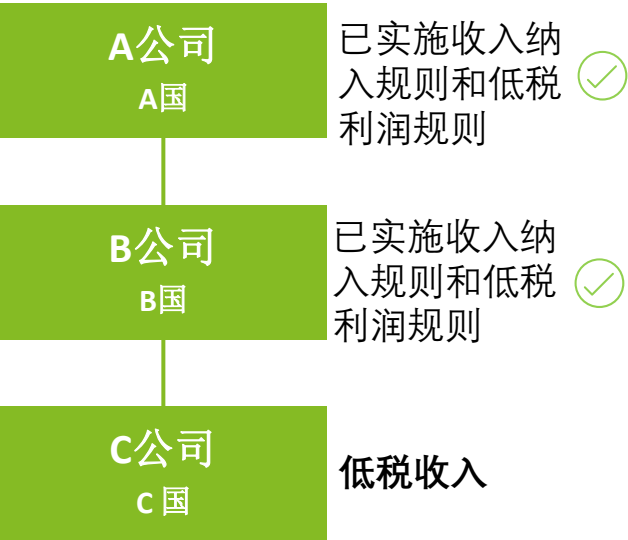 A公司
A国
已实施收入纳
入规则和低税
利润规则
B公司
B国
已实施收入纳
入规则和低税
利润规则
C公司
C 国
低税收入